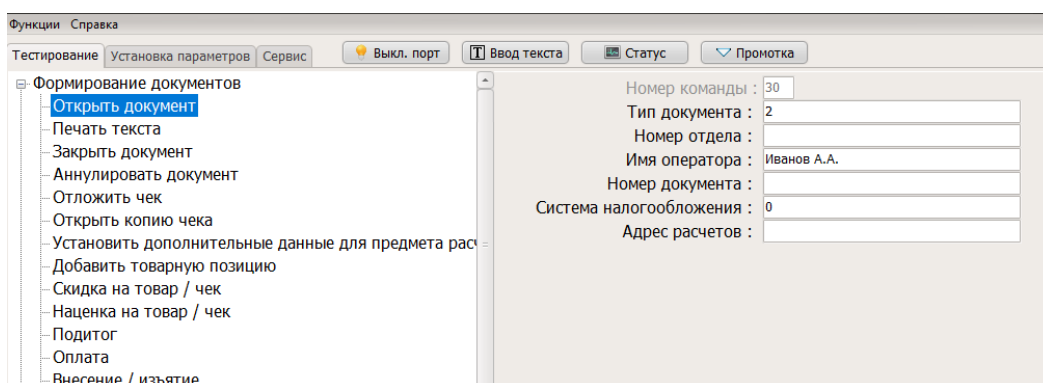 Функции Справка
Тестирование Установка параметров Сервис Выкл. порт Ввод текста Статус Промотка
Формирование документов
Открыть документ
Печать текста
Закрыть документ
Аннулировать документ
Отложить чек
Открыть копию чека
Установить дополнительные данные для предмета рас
Добавить товарную позицию
Скидка на товар / чек
Наценка на товар / чек
Подитог
Оплата
Внесение / изъятие
Номер команды : 30
Тип документа : 2
Номер отдела :
Имя оператора : Иванов А.А.
Номер документа :
Система налогообложения : 0
Адрес расчетов :